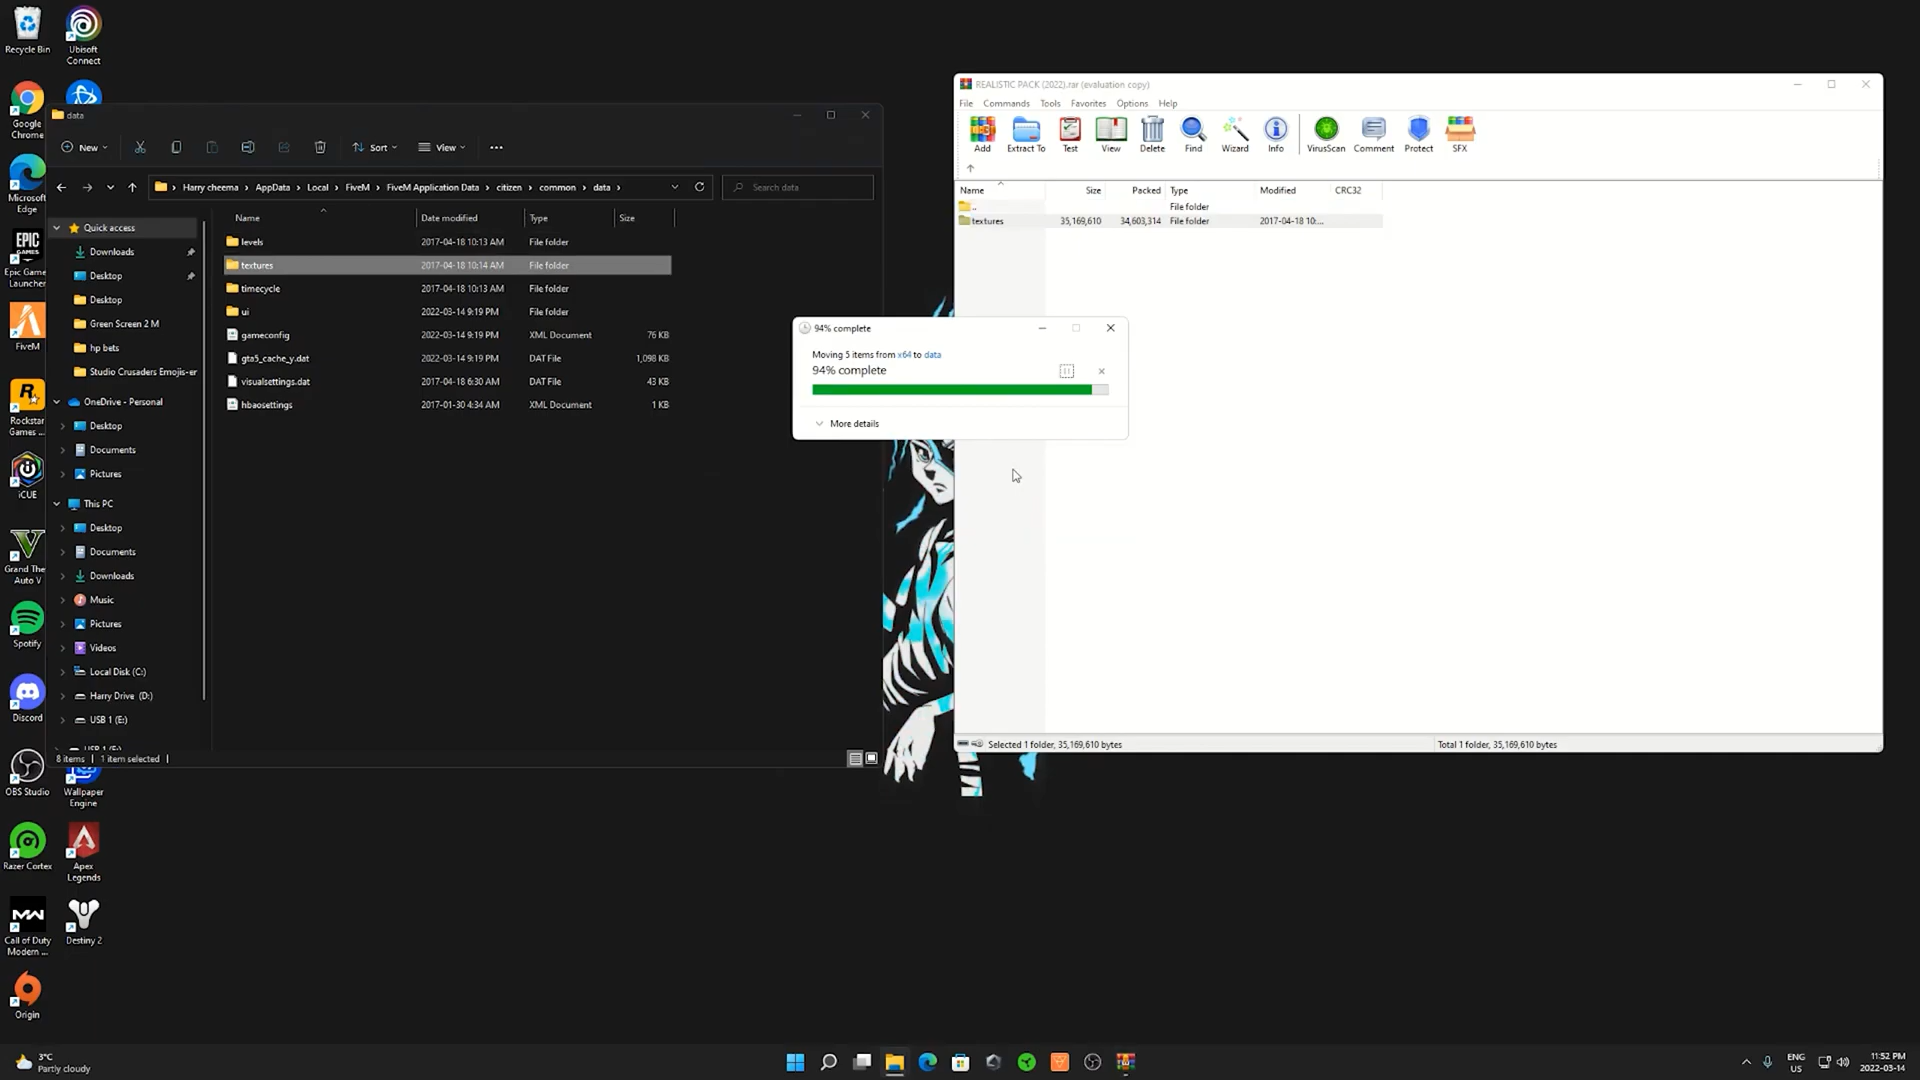 Recycle Bin
Ubisoft
Connect
Google
Chrome
Microsoft
Edge
Epic Games
Launcher
FiveM
Rockstar
Games ...
iCUE
Grand The
Auto V
Spotify
Discord
OBS Studio
Wallpaper
Engine
Razer Cortex
Apex
Legends
Call of Duty
Modern ...
Destiny 2
Origin
data
New
Sort
View
Harry cheema > AppData > Local > FiveM > FiveM Application Data > citizen > common > data >
Search data
Name Date modified Type Size
levels 2017-04-18 10:13 AM File folder
textures 2017-04-18 10:14 AM File folder
timecycle 2017-04-18 10:13 AM File folder
ui 2022-03-14 9:19 PM File folder
gameconfig 2022-03-14 9:19 PM XML Document 76 KB
gta5_cache_y.dat 2022-03-14 9:19 PM DAT File 1,098 KB
visualsettings.dat 2017-04-18 6:30 AM DAT File 43 KB
hbaosettings 2017-01-30 4:34 AM XML Document 1 KB
Quick access
Downloads
Desktop
Desktop
Green Screen 2 M
hp bets
Studio Crusaders Emojis-er
OneDrive - Personal
Desktop
Documents
Pictures
This PC
Desktop
Documents
Downloads
Music
Pictures
Videos
Local Disk (C:)
Harry Drive (D:)
USB 1 (E:)
USB 1 (E:)
8 items 1 item selected
94% complete
Moving 5 items from x64 to data
94% complete
More details
REALISTIC PACK (2022).rar (evaluation copy)
File Commands Tools Favorites Options Help
Add Extract To Test View Delete Find Wizard Info VirusScan Comment Protect SFX
Name Size Packed Type Modified CRC32
.. File folder
textures 35,169,610 34,603,314 File folder 2017-04-18 10:...
Selected 1 folder, 35,169,610 bytes
Total 1 folder, 35,169,610 bytes
3°C
Partly cloudy
ENG
US
11:52 PM
2022-03-14